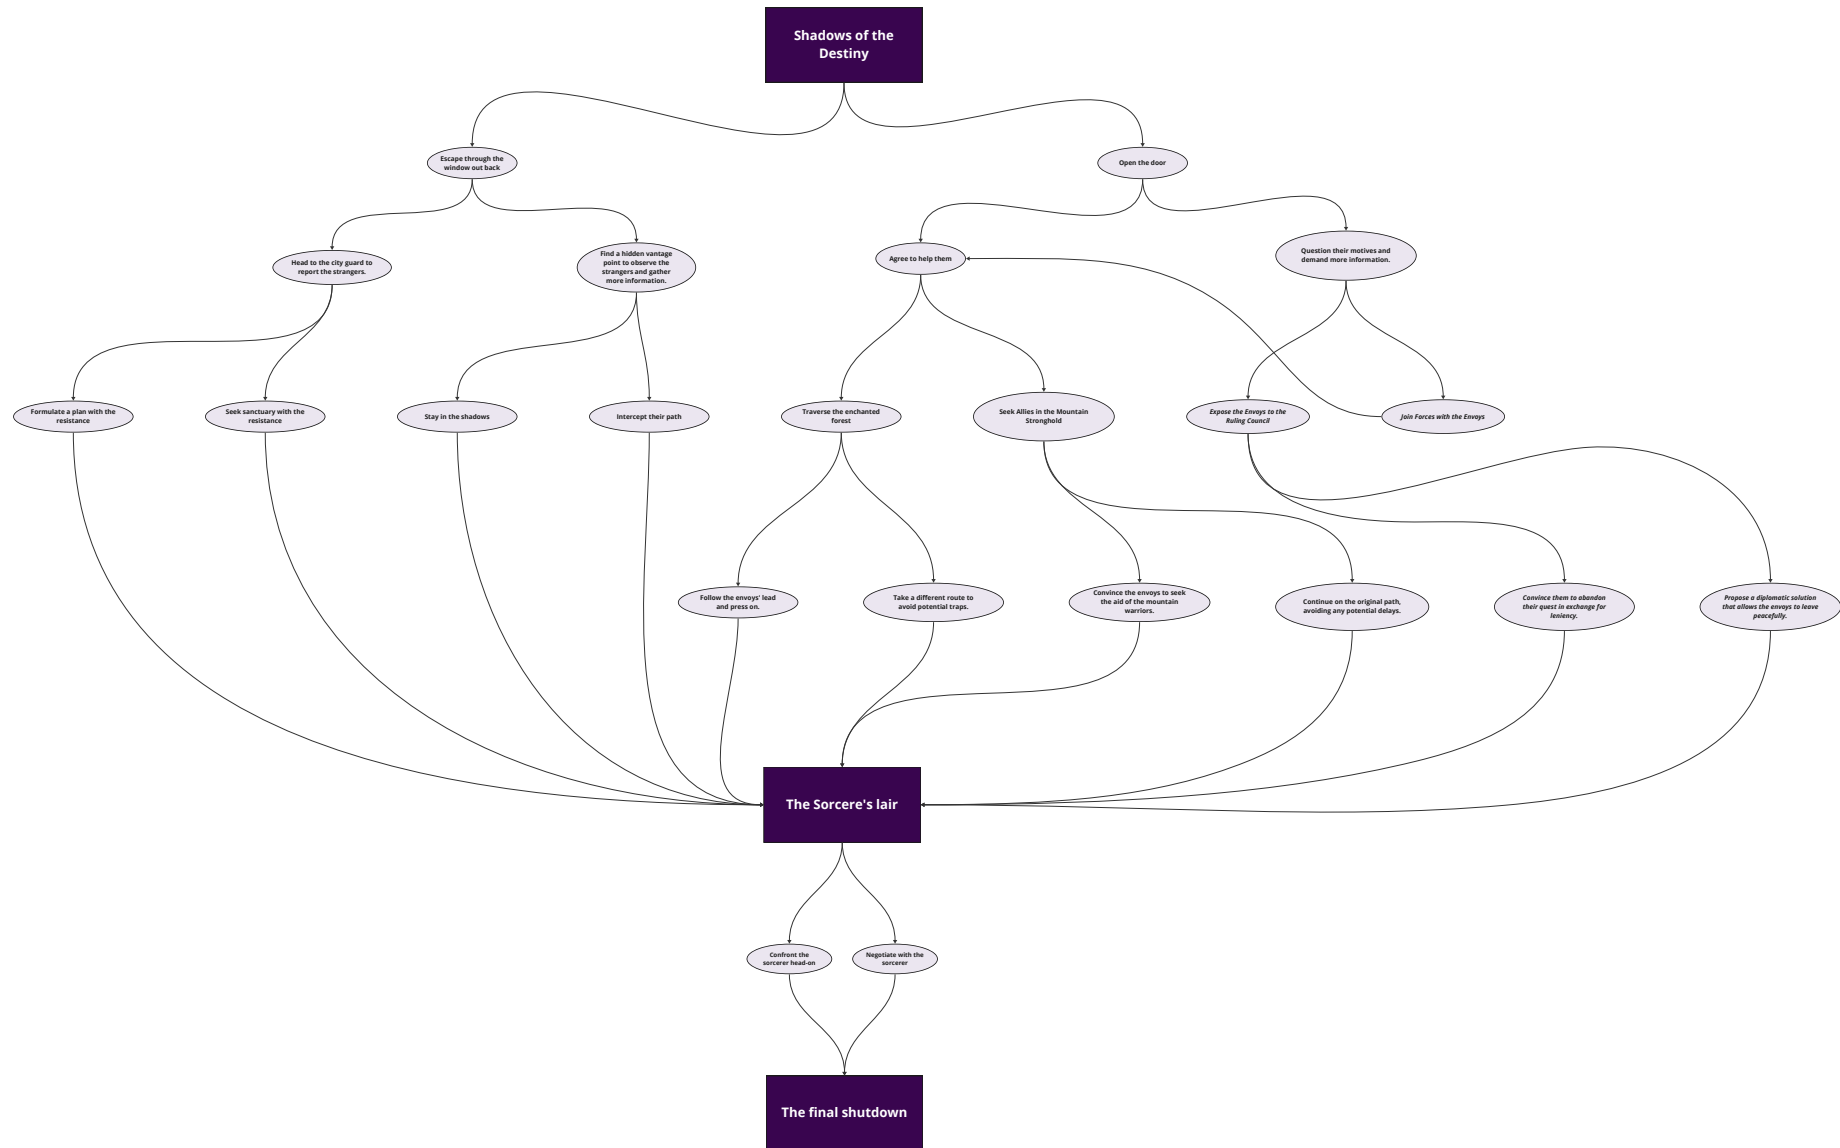 Shadows of the
Destiny
Escape through the
window out back
Open the door
Head to the city guard to
report the strangers.
Find a hidden vantage
point to observe the
strangers and gather
more information.
Agree to help them
Question their motives and
demand more information.
Formulate a plan with the
resistance
Seek sanctuary with the
resistance
Stay in the shadows
Intercept their path
Traverse the enchanted
forest
Seek Allies in the Mountain
Stronghold
Expose the Envoys to the
Ruling Council
Join Forces with the Envoys
Follow the envoys' lead
and press on.
Take a different route to
avoid potential traps.
Convince the envoys to seek
the aid of the mountain
warriors.
Continue on the original path,
avoiding any potential delays.
Convince them to abandon
their quest in exchange for
leniency.
Propose a diplomatic solution
that allows the envoys to leave
peacefully.
The Sorcere's lair
Confront the
sorcerer head-on
Negotiate with the
sorcerer
The final shutdown